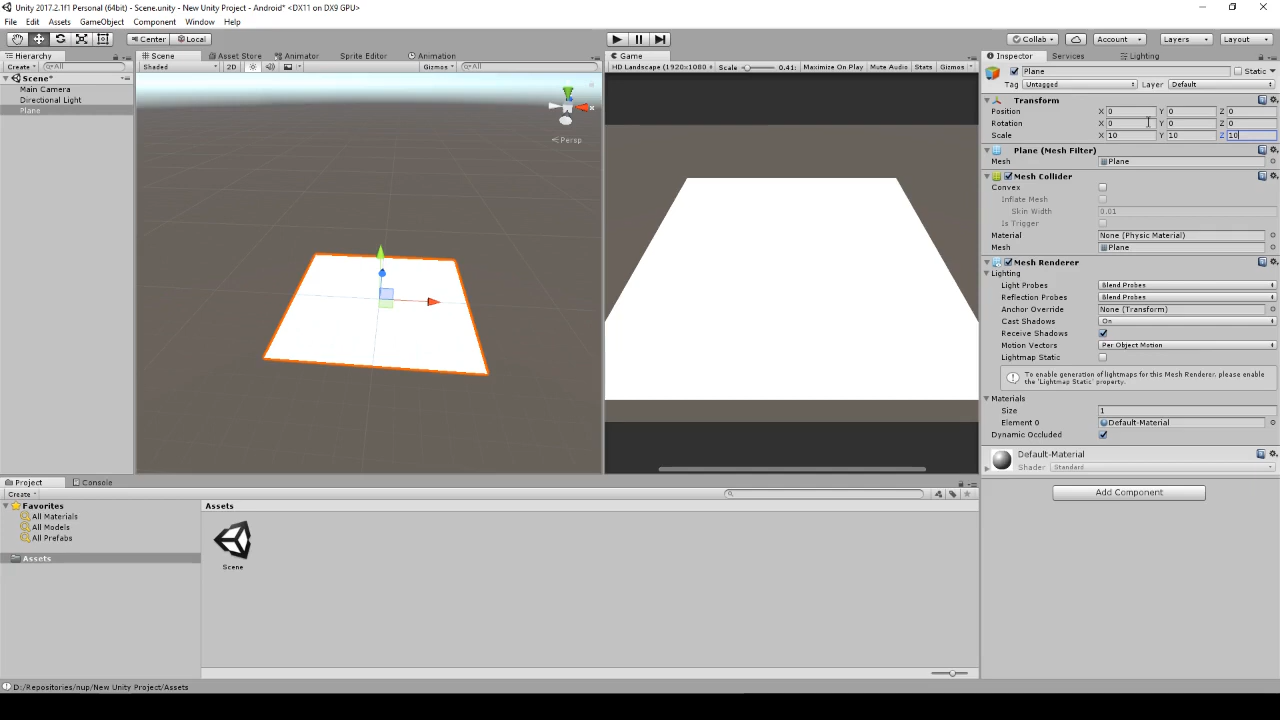 Unity 2017.2.1f1 Personal (64bit) - Scene.unity - New Unity Project - Android* <DX11 on DX9 GPU>
File Edit Assets GameObject Component Window Help
Center Local Collab Account Layers Layout
Hierarchy
Create All
Scene*
Main Camera
Directional Light
Plane
Scene Asset Store Animator Sprite Editor Animation
Shaded 2D Gizmos All
Persp
Game
HD Landscape (1920x1080 Scale 0.41: Maximize On Play Mute Audio Stats Gizmos
Inspector Services Lighting
Plane Static
Tag Untagged Layer Default
Transform
Position X 0 Y 0 Z 0
Rotation X 0 Y 0 Z 0
Scale X 10 Y 10 Z 10
Plane (Mesh Filter)
Mesh Plane
Mesh Collider
Convex
Inflate Mesh
Skin Width 0.01
Is Trigger
Material None (Physic Material)
Mesh Plane
Mesh Renderer
Lighting
Light Probes Blend Probes
Reflection Probes Blend Probes
Anchor Override None (Transform)
Cast Shadows On
Receive Shadows
Motion Vectors Per Object Motion
Lightmap Static
To enable generation of lightmaps for this Mesh Renderer, please enable
the 'Lightmap Static' property.
Materials
Size 1
Element 0 Default-Material
Dynamic Occluded
Default-Material
Shader Standard
Add Component
Project Console
Create
Favorites
All Materials
All Models
All Prefabs
Assets
Assets
Scene
D:/Repositories/nup/New Unity Project/Assets